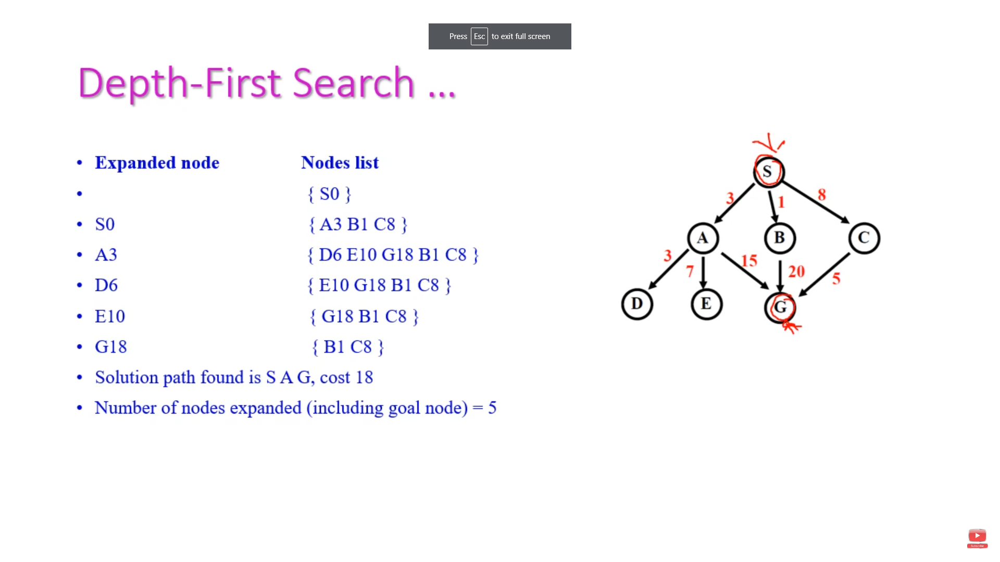 Press Esc to exit full screen
Depth-First Search ...
• Expanded node Nodes list
• { S0 }
• S0 { A3 B1 C8 }
• A3 { D6 E10 G18 B1 C8 }
• D6 { E10 G18 B1 C8 }
• E10 { G18 B1 C8 }
• G18 { B1 C8 }
• Solution path found is S A G, cost 18
• Number of nodes expanded (including goal node) = 5
S
3 1 8
A B C
3 7 15 20 5
D E G
Subscribe